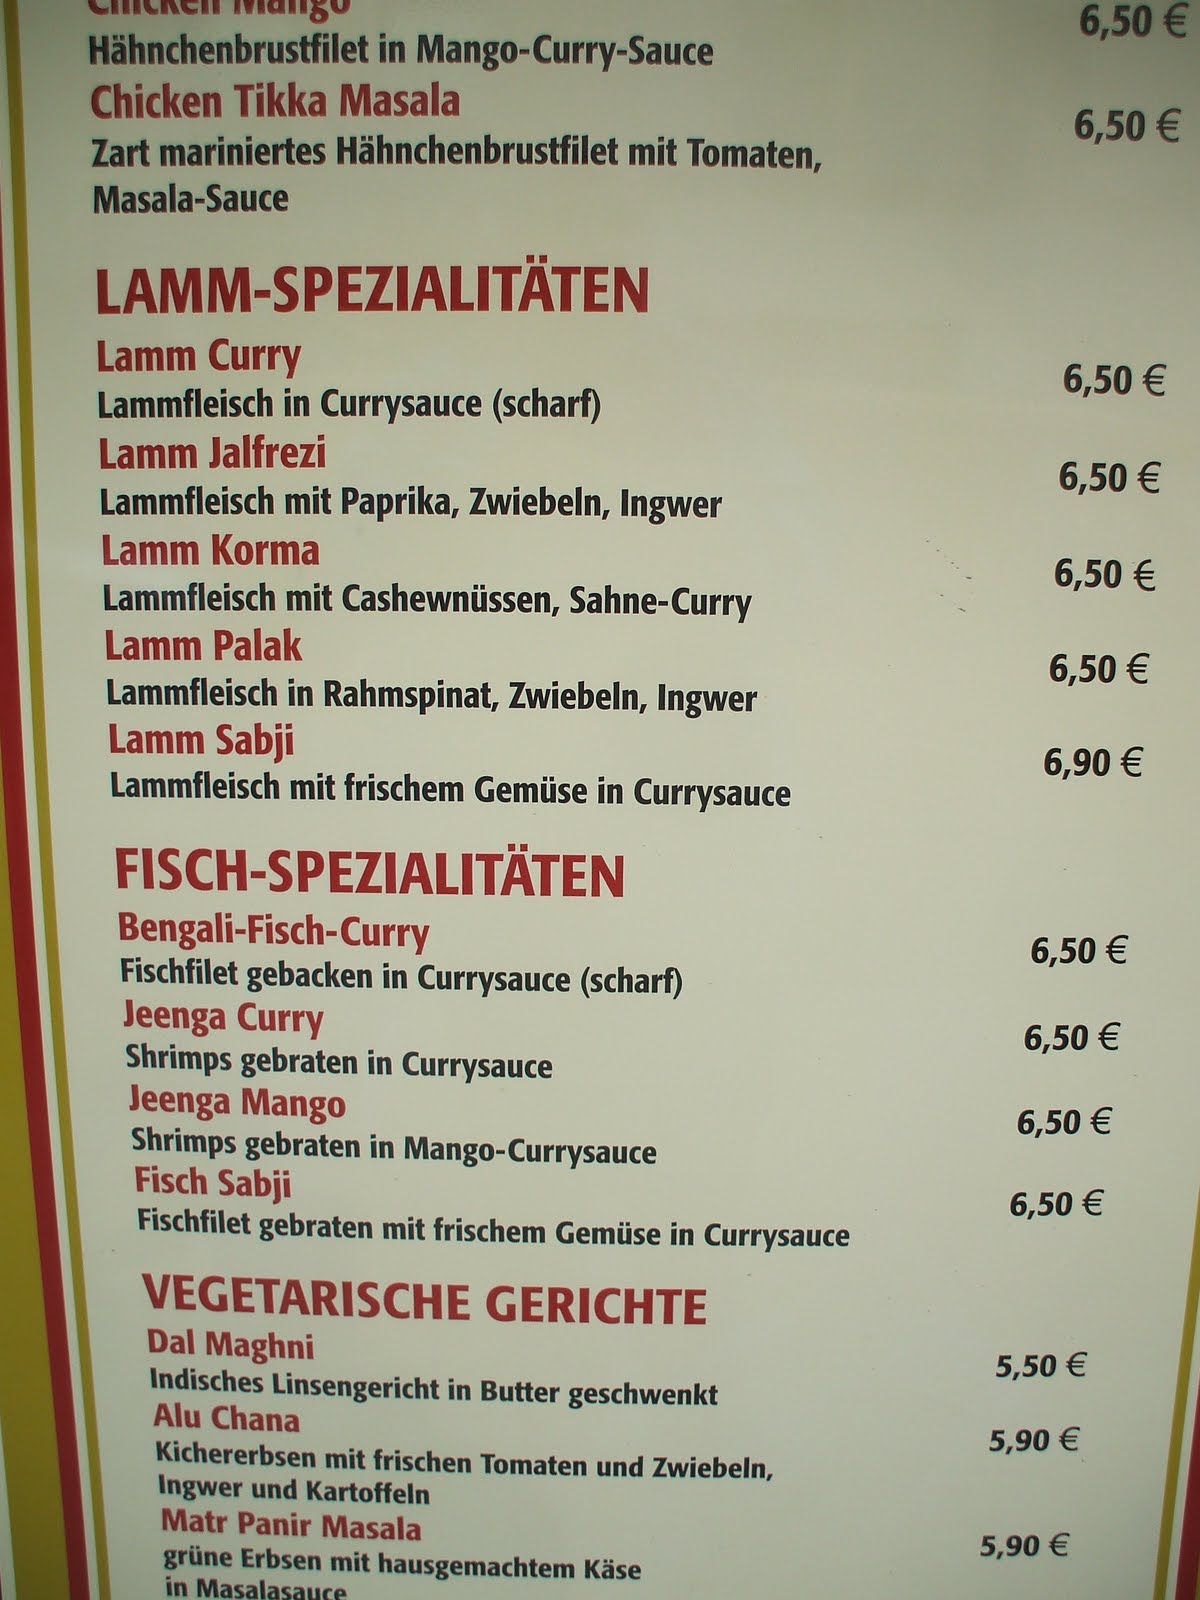 Chicken Mango 6,50 €
Hähnchenbrustfilet in Mango-Curry-Sauce
Chicken Tikka Masala 6,50 €
Zart mariniertes Hähnchenbrustfilet mit Tomaten,
Masala-Sauce
LAMM-SPEZIALITÄTEN
Lamm Curry 6,50 €
Lammfleisch in Currysauce (scharf)
Lamm Jalfrezi 6,50 €
Lammfleisch mit Paprika, Zwiebeln, Ingwer
Lamm Korma 6,50 €
Lammfleisch mit Cashewnüssen, Sahne-Curry
Lamm Palak 6,50 €
Lammfleisch in Rahmspinat, Zwiebeln, Ingwer
Lamm Sabji 6,90 €
Lammfleisch mit frischem Gemüse in Currysauce
FISCH-SPEZIALITÄTEN
Bengali-Fisch-Curry 6,50 €
Fischfilet gebacken in Currysauce (scharf)
Jeenga Curry 6,50 €
Shrimps gebraten in Currysauce
Jeenga Mango 6,50 €
Shrimps gebraten in Mango-Currysauce
Fisch Sabji 6,50 €
Fischfilet gebraten mit frischem Gemüse in Currysauce
VEGETARISCHE GERICHTE
Dal Maghni 5,50 €
Indisches Linsengericht in Butter geschwenkt
Alu Chana 5,90 €
Kichererbsen mit frischen Tomaten und Zwiebeln,
Ingwer und Kartoffeln
Matr Panir Masala 5,90 €
grüne Erbsen mit hausgemachtem Käse
in Masalasauce